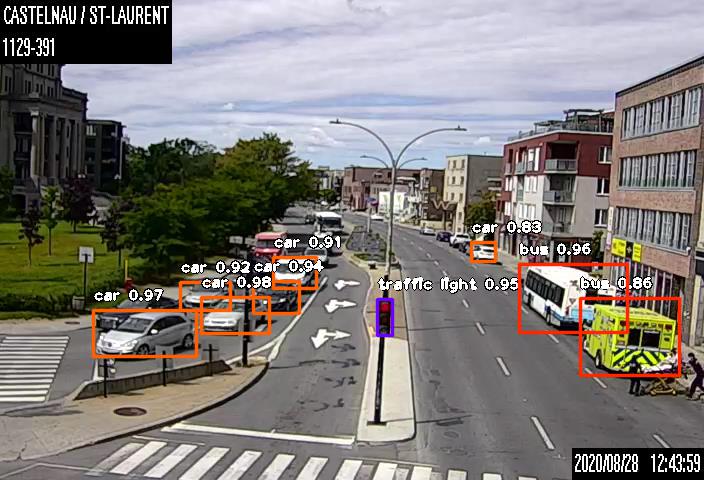 CASTELNAU / ST-LAURENT
1129-391
car 0.83
car 0.91
bus 0.96
car 0.92
car 0.94
car 0.98
traffic light 0.95
bus 0.86
car 0.97
2020/08/28 12:43:59